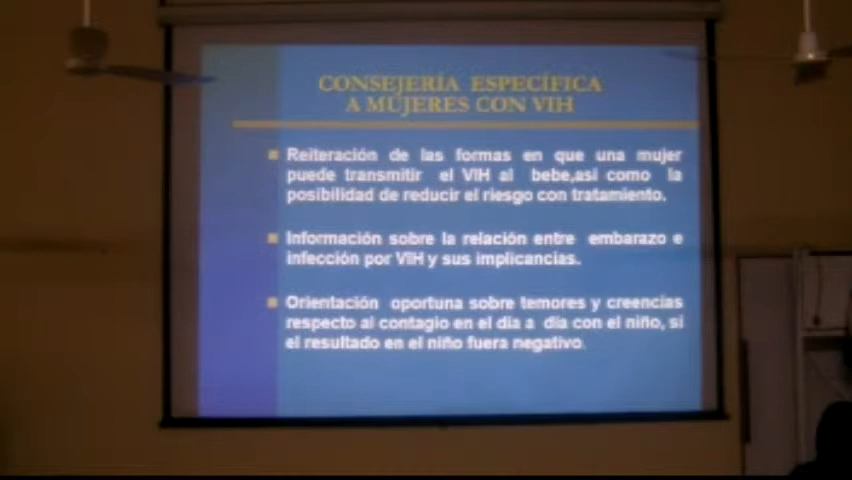 CONSEJERÍA ESPECÍFICA
A MUJERES CON VIH
Reiteración de las formas en que una mujer
puede transmitir el VIH al bebe,asi como la
posibilidad de reducir el riesgo con tratamiento.
Información sobre la relación entre embarazo e
infección por VIH y sus implicancias.
Orientación oportuna sobre temores y creencias
respecto al contagio en el dia a dia con el niño, si
el resultado en el niño fuera negativo.